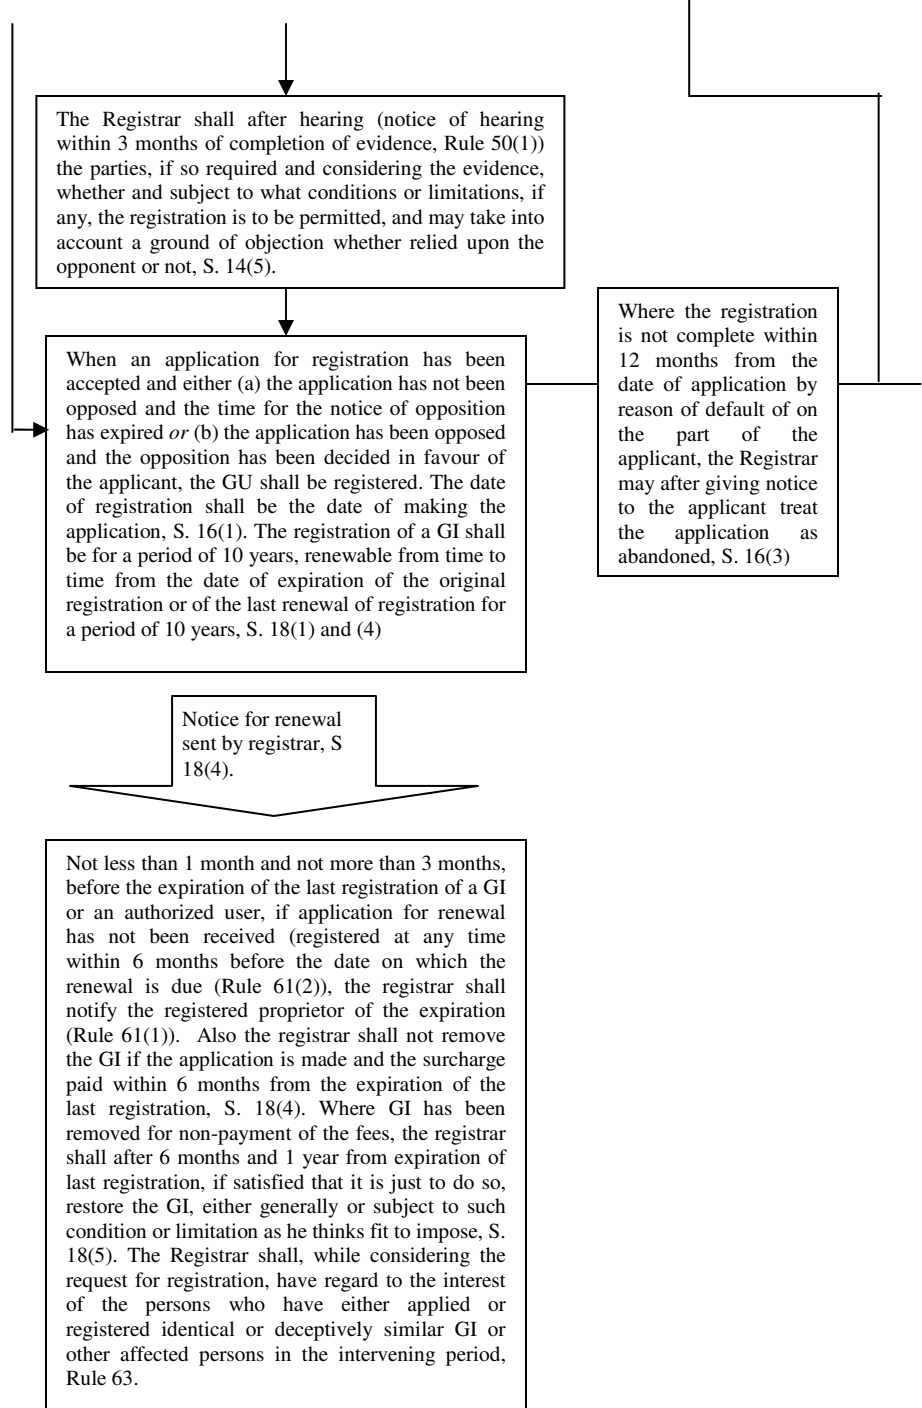 The Registrar shall after hearing (notice of hearing
within 3 months of completion of evidence, Rule 50(1))
the parties, if so required and considering the evidence,
whether and subject to what conditions or limitations, if
any, the registration is to be permitted, and may take into
account a ground of objection whether relied upon the
opponent or not, S. 14(5).
When an application for registration has been
accepted and either (a) the application has not been
opposed and the time for the notice of opposition
has expired or (b) the application has been opposed
and the opposition has been decided in favour of
the applicant, the GU shall be registered. The date
of registration shall be the date of making the
application, S. 16(1). The registration of a GI shall
be for a period of 10 years, renewable from time to
time from the date of expiration of the original
registration or of the last renewal of registration for
a period of 10 years, S. 18(1) and (4)
Where the registration
is not complete within
12 months from the
date of application by
reason of default of on
the part of the
applicant, the Registrar
may after giving notice
to the applicant treat
the application as
abandoned, S. 16(3)
Notice for renewal
sent by registrar, S
18(4).
Not less than 1 month and not more than 3 months,
before the expiration of the last registration of a GI
or an authorized user, if application for renewal
has not been received (registered at any time
within 6 months before the date on which the
renewal is due (Rule 61(2)), the registrar shall
notify the registered proprietor of the expiration
(Rule 61(1)). Also the registrar shall not remove
the GI if the application is made and the surcharge
paid within 6 months from the expiration of the
last registration, S. 18(4). Where GI has been
removed for non-payment of the fees, the registrar
shall after 6 months and 1 year from expiration of
last registration, if satisfied that it is just to do so,
restore the GI, either generally or subject to such
condition or limitation as he thinks fit to impose, S.
18(5). The Registrar shall, while considering the
request for registration, have regard to the interest
of the persons who have either applied or
registered identical or deceptively similar GI or
other affected persons in the intervening period,
Rule 63.